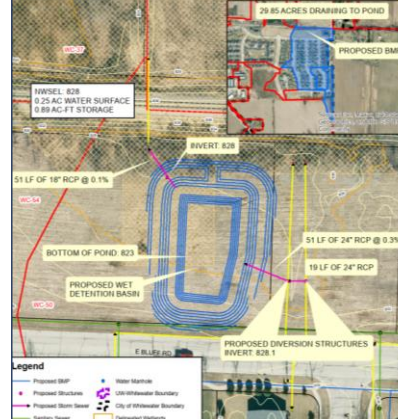 29.85 ACRES DRAINING TO POND
PROPOSED BMP
WC-37
NWSEL: 828
0.25 AC WATER SURFACE
0.89 AC-FT STORAGE
INVERT: 828
51 LF OF 18" RCP @ 0.1%
WC-54
51 LF OF 24" RCP @ 0.3%
BOTTOM OF POND: 823
19 LF OF 24" RCP
PROPOSED WET
DETENTION BASIN
WC-50
PROPOSED DIVERSION STRUCTURES
INVERT: 828.1
E BLUFF RD
Legend
Proposed BMP
Water Manhole
Proposed Structures
UW-Whitewater Boundary
Proposed Storm Sewer
City of Whitewater Boundary
Sanitary Sewer
Delineated Wetlands